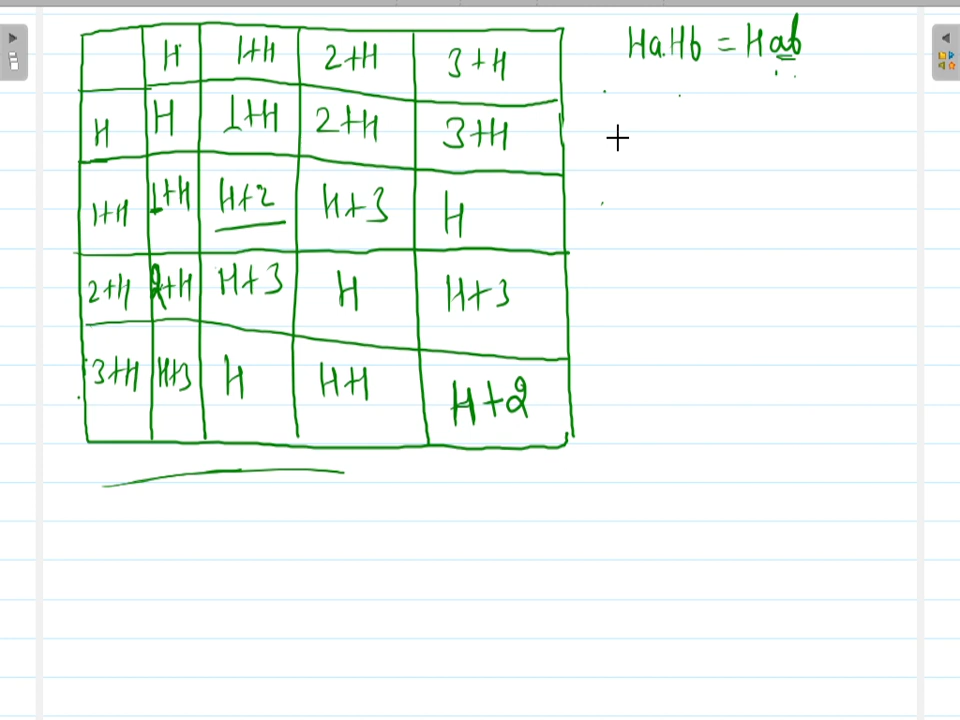 H 1+H 2+H 3+H
H H 1+H 2+H 3+H
1+H 1+H H+2 H+3 H
2+H 2+H H+3 H H+3
3+H H+3 H H+1 H+2
Ha.Hb = Hab
+